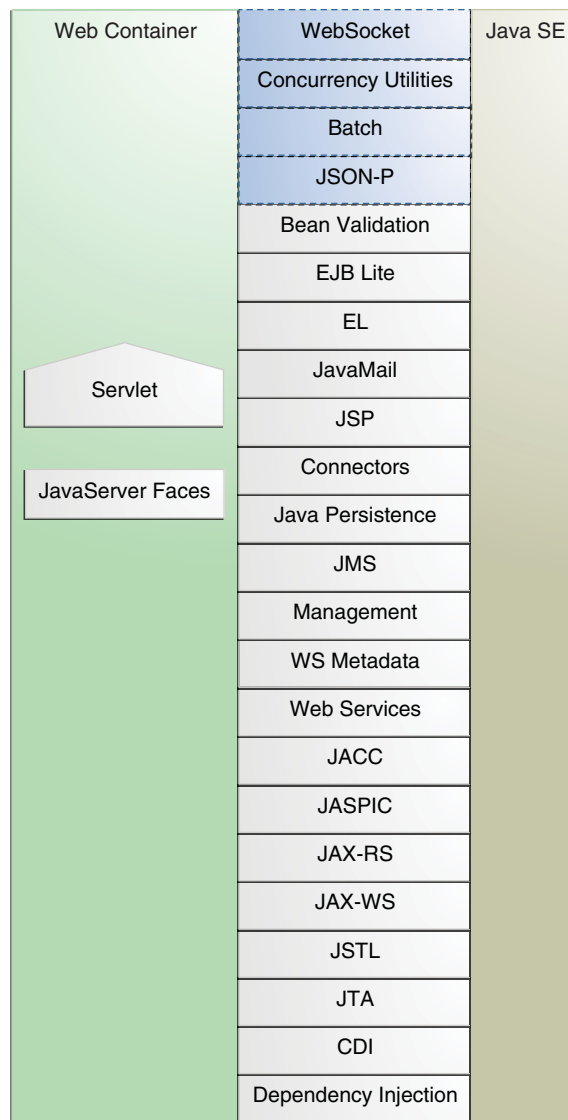 Web Container
WebSocket
Java SE
Concurrency Utilities
Batch
JSON-P
Bean Validation
EJB Lite
EL
JavaMail
Servlet
JSP
Connectors
JavaServer Faces
Java Persistence
JMS
Management
WS Metadata
Web Services
JACC
JASPIC
JAX-RS
JAX-WS
JSTL
JTA
CDI
Dependency Injection